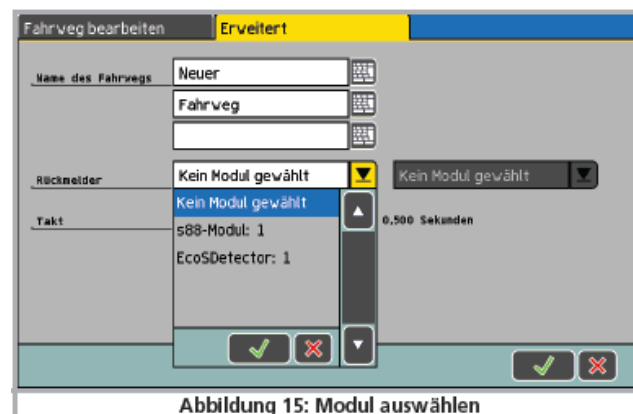 Fahrweg bearbeiten
Erweitert
Name des Fahrwegs
Neuer
Fahrweg
Rückmelder
Kein Modul gewählt
Kein Modul gewählt
Kein Modul gewählt
Takt
s88-Modul: 1
0,500 Sekunden
EcoSDetector: 1
Abbildung 15: Modul auswählen